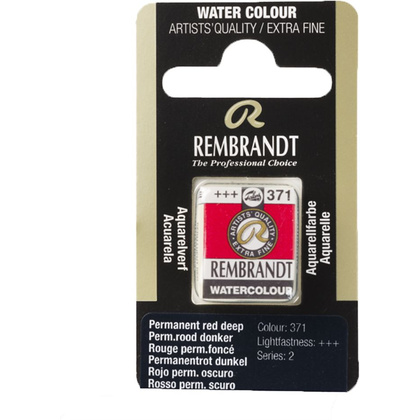 WATER COLOUR
ARTISTS' QUALITY / EXTRA FINE
R
REMBRANDT
The Professional Choice
+++ 371
Aquarelverf
Acuarela
ARTISTS' QUALITY
EXTRA FINE
R
REMBRANDT
WATERCOLOUR
Aquarellfarbe
Aquarelle
Permanent red deep
Perm.rood donker
Rouge perm.foncé
Permanentrot dunkel
Rojo perm. oscuro
Rosso perm. scuro
Colour: 371
Lightfastness: +++
Series: 2